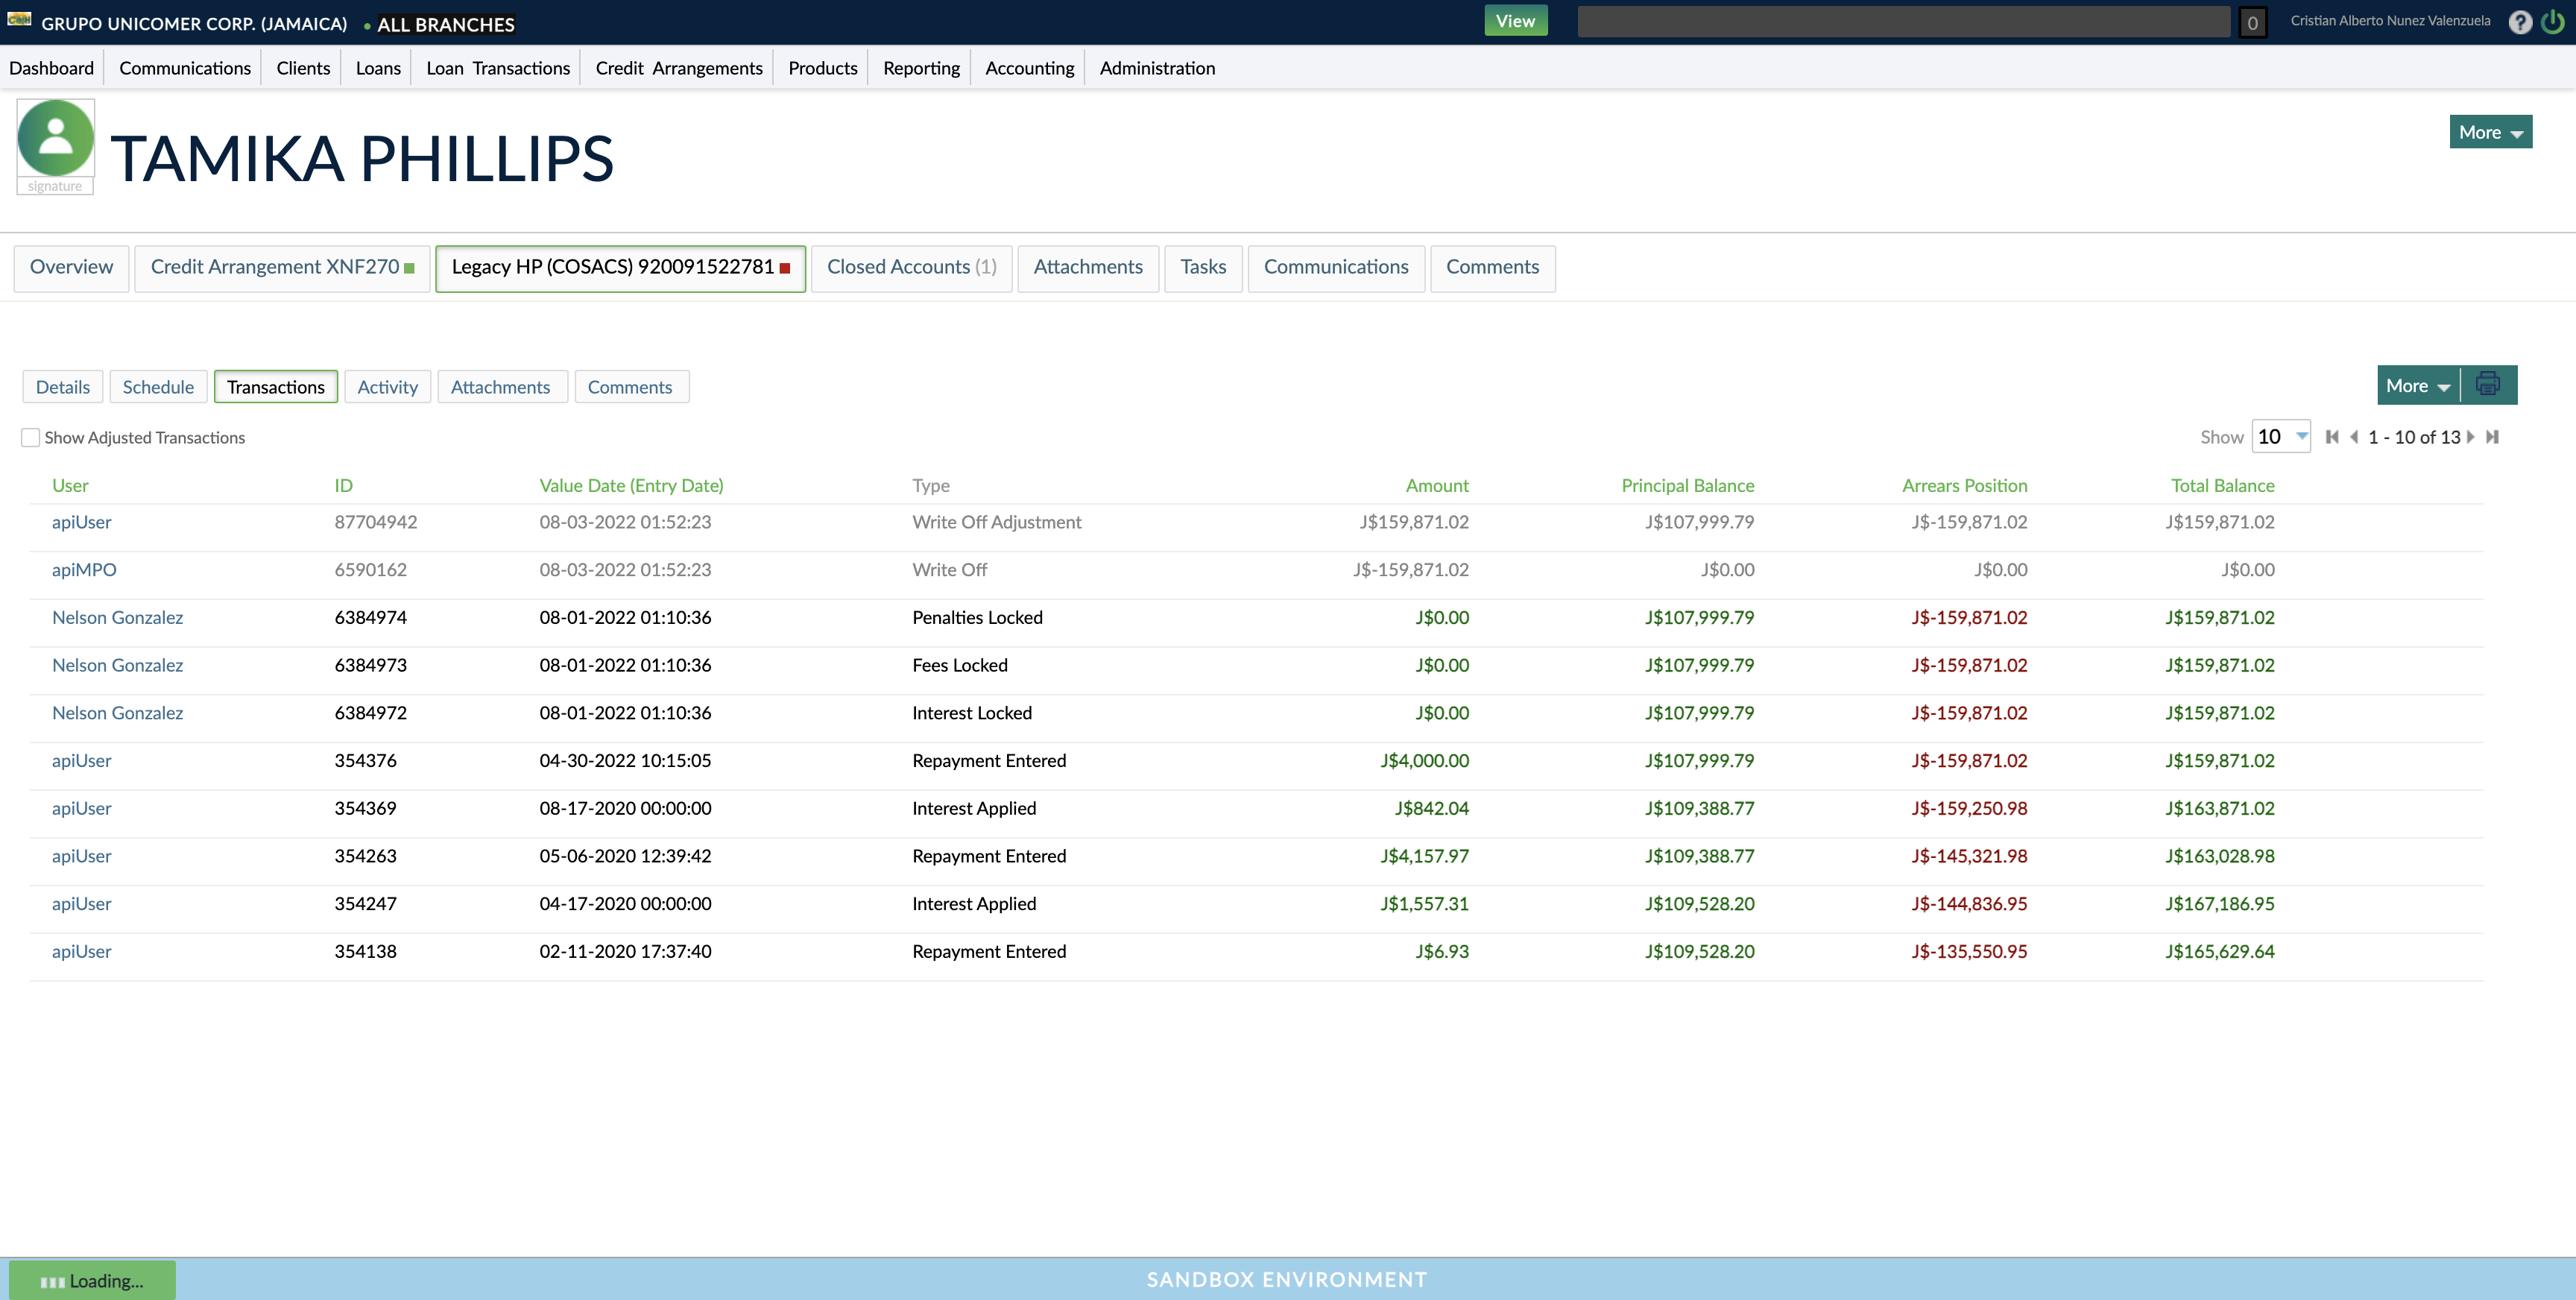 GRUPO UNICOMER CORP. (JAMAICA) • ALL BRANCHES View 0 Cristian Alberto Nunez Valenzuela ?
Dashboard Communications Clients Loans Loan Transactions Credit Arrangements Products Reporting Accounting Administration
signature
TAMIKA PHILLIPS
More
Overview Credit Arrangement XNF270 Legacy HP (COSACS) 920091522781 Closed Accounts (1) Attachments Tasks Communications Comments
Details Schedule Transactions Activity Attachments Comments More
Show Adjusted Transactions Show 10 1 - 10 of 13
User ID Value Date (Entry Date) Type Amount Principal Balance Arrears Position Total Balance
apiUser 87704942 08-03-2022 01:52:23 Write Off Adjustment J$159,871.02 J$107,999.79 J$-159,871.02 J$159,871.02
apiMPO 6590162 08-03-2022 01:52:23 Write Off J$-159,871.02 J$0.00 J$0.00 J$0.00
Nelson Gonzalez 6384974 08-01-2022 01:10:36 Penalties Locked J$0.00 J$107,999.79 J$-159,871.02 J$159,871.02
Nelson Gonzalez 6384973 08-01-2022 01:10:36 Fees Locked J$0.00 J$107,999.79 J$-159,871.02 J$159,871.02
Nelson Gonzalez 6384972 08-01-2022 01:10:36 Interest Locked J$0.00 J$107,999.79 J$-159,871.02 J$159,871.02
apiUser 354376 04-30-2022 10:15:05 Repayment Entered J$4,000.00 J$107,999.79 J$-159,871.02 J$159,871.02
apiUser 354369 08-17-2020 00:00:00 Interest Applied J$842.04 J$109,388.77 J$-159,250.98 J$163,871.02
apiUser 354263 05-06-2020 12:39:42 Repayment Entered J$4,157.97 J$109,388.77 J$-145,321.98 J$163,028.98
apiUser 354247 04-17-2020 00:00:00 Interest Applied J$1,557.31 J$109,528.20 J$-144,836.95 J$167,186.95
apiUser 354138 02-11-2020 17:37:40 Repayment Entered J$6.93 J$109,528.20 J$-135,550.95 J$165,629.64
Loading... SANDBOX ENVIRONMENT